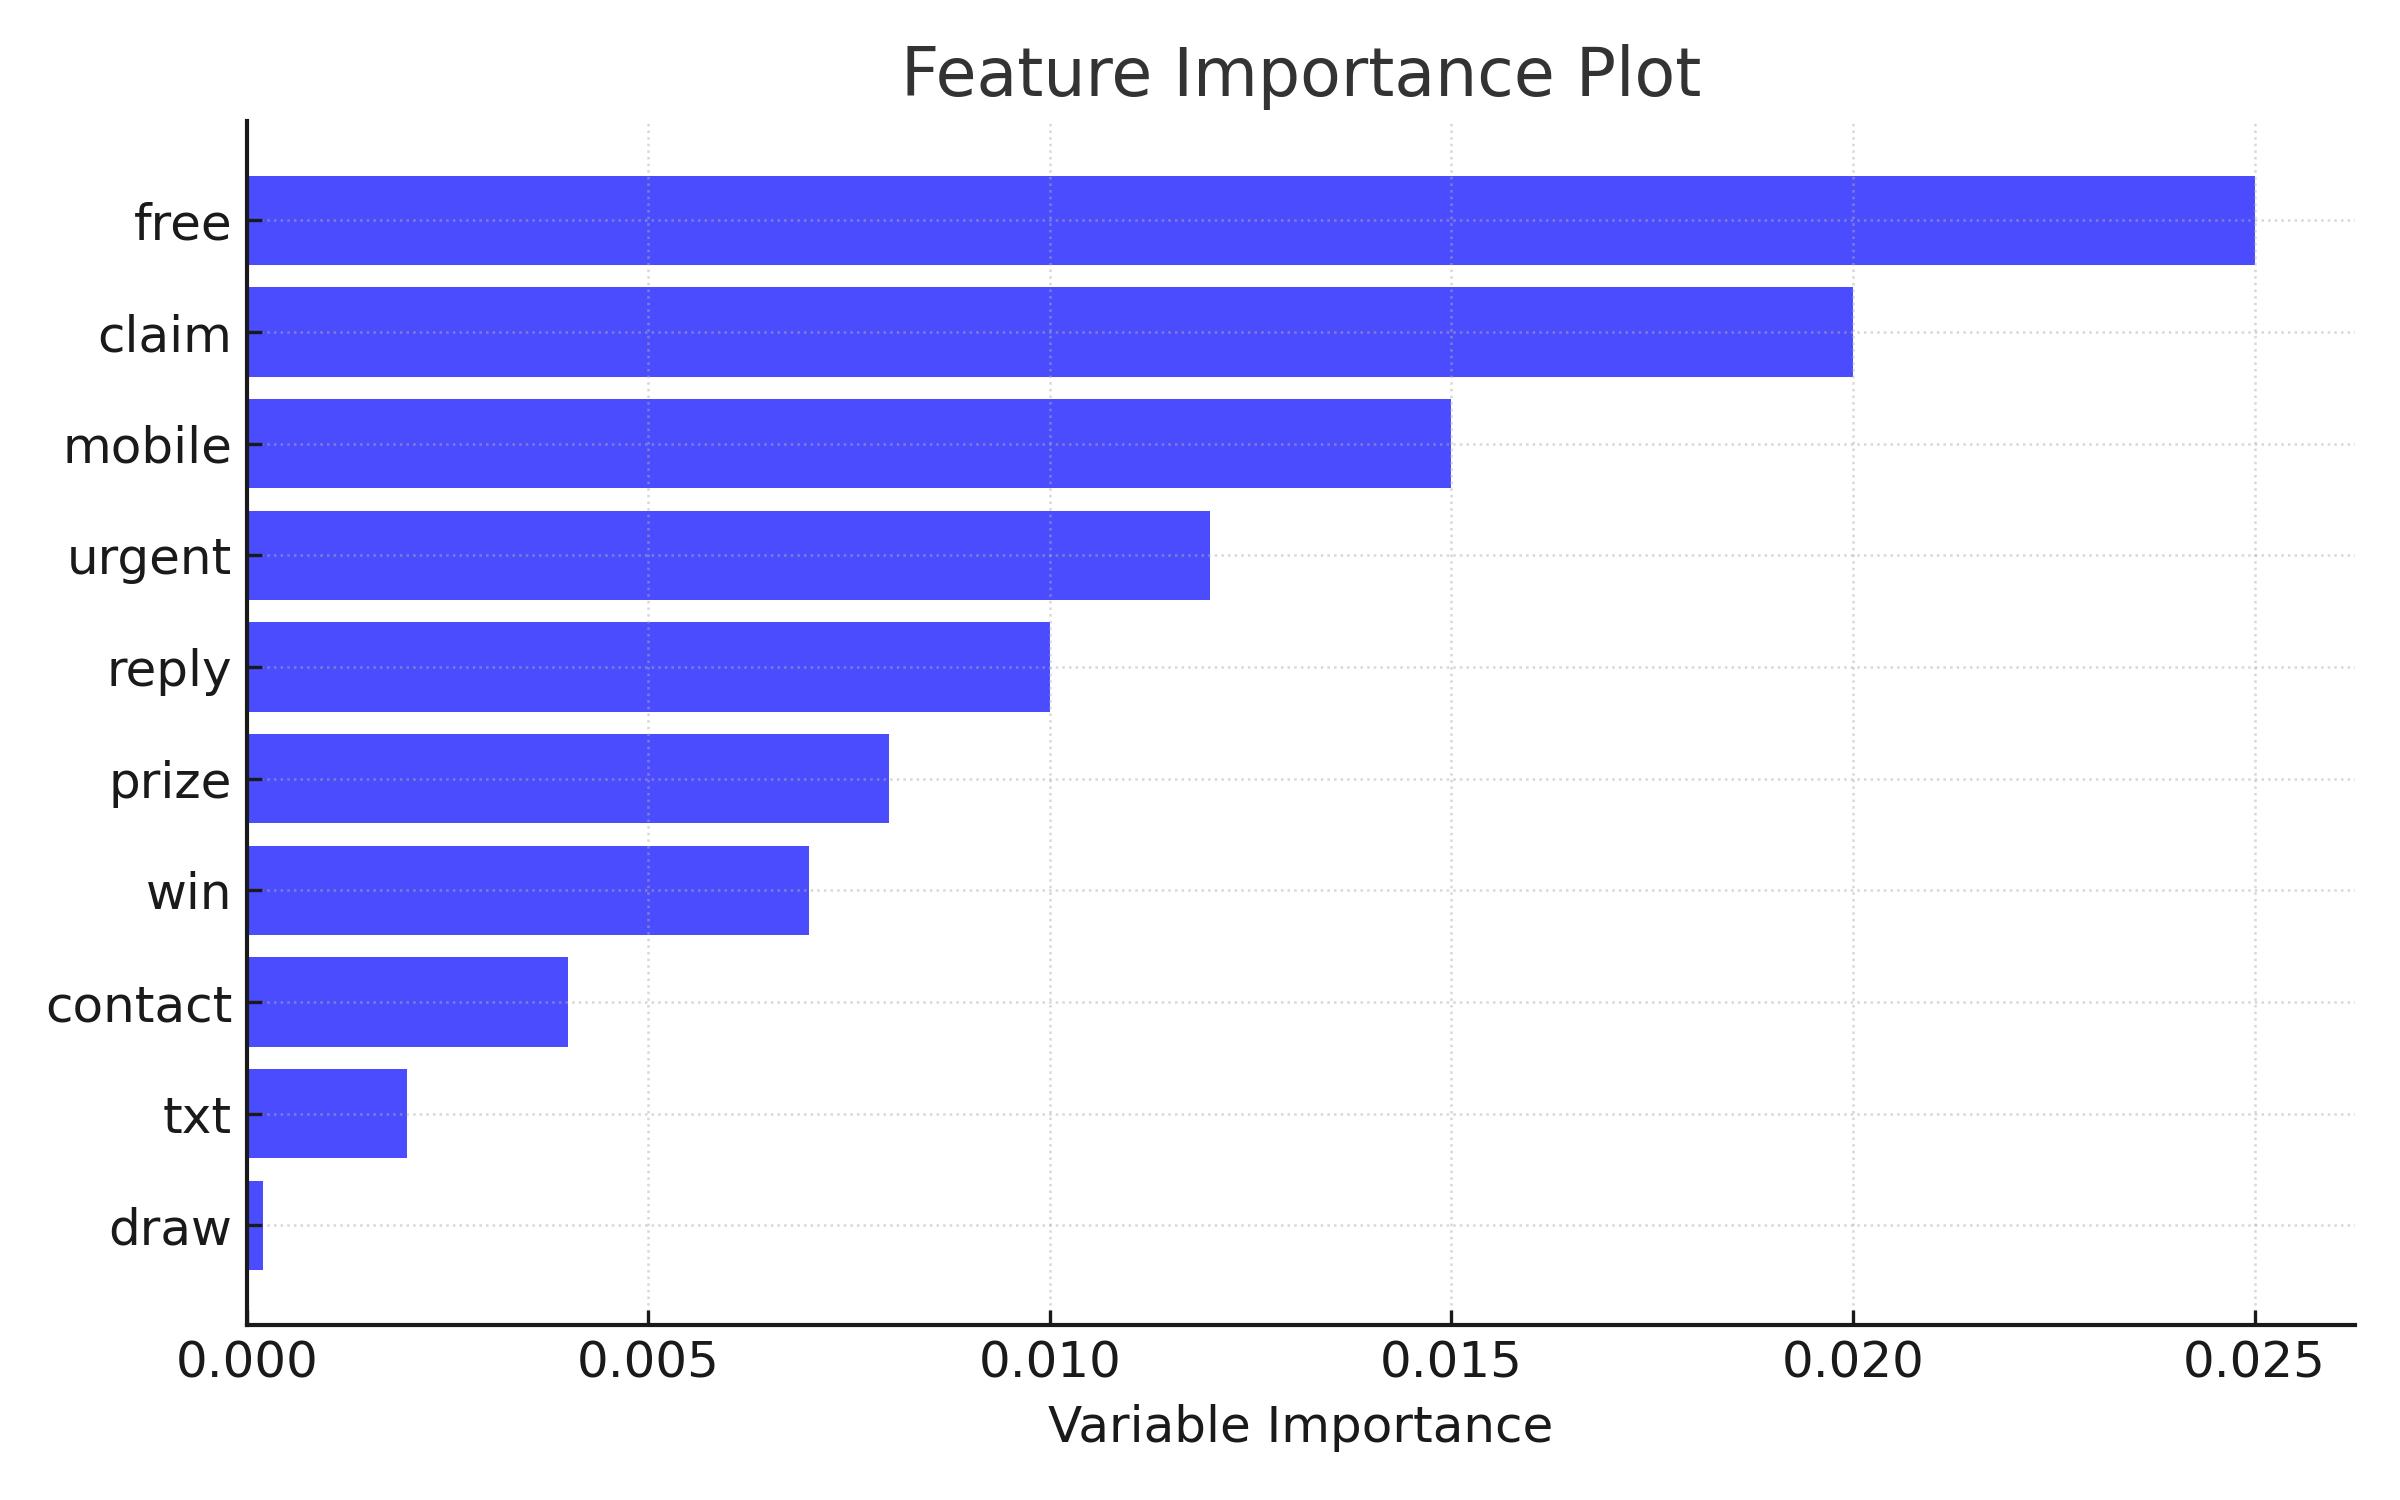 Feature Importance Plot
free
claim
mobile
urgent
reply
prize
win
contact
txt
draw
0.000 0.005 0.010 0.015 0.020 0.025
Variable Importance